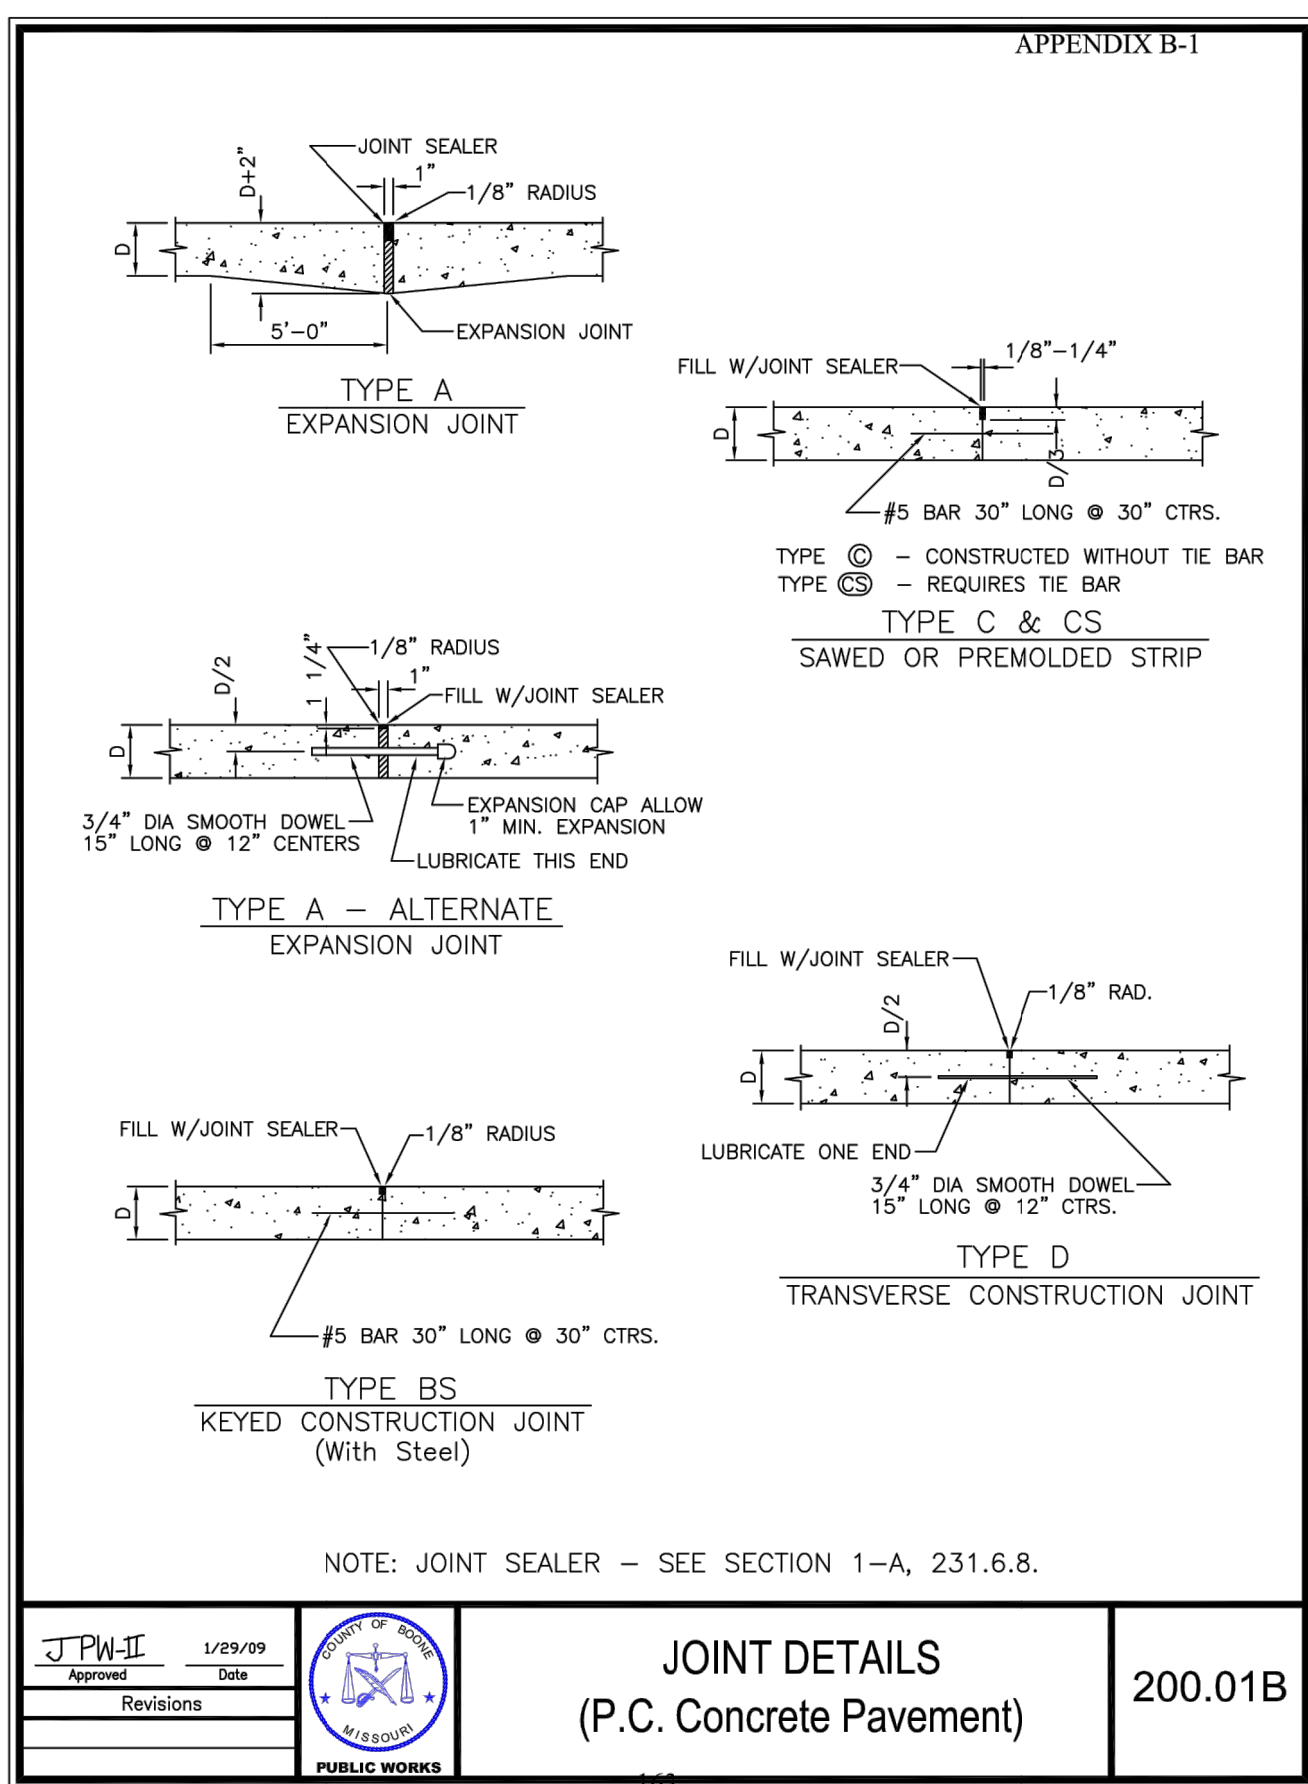 APPENDIX B-1
JOINT SEALER
D+2"
1"
1/8" RADIUS
D
EXPANSION JOINT
5'-0"
TYPE A
EXPANSION JOINT
1/8"-1/4"
FILL W/JOINT SEALER
D
D/3
#5 BAR 30" LONG @ 30" CTRS.
TYPE C - CONSTRUCTED WITHOUT TIE BAR
TYPE CS - REQUIRES TIE BAR
TYPE C & CS
SAWED OR PREMOLDED STRIP
D/2
1 1/4"
1/8" RADIUS
1"
FILL W/JOINT SEALER
D
EXPANSION CAP ALLOW
1" MIN. EXPANSION
3/4" DIA SMOOTH DOWEL
15" LONG @ 12" CENTERS
LUBRICATE THIS END
TYPE A - ALTERNATE
EXPANSION JOINT
FILL W/JOINT SEALER
1/8" RAD.
D/2
D
LUBRICATE ONE END
3/4" DIA SMOOTH DOWEL
15" LONG @ 12" CTRS.
TYPE D
TRANSVERSE CONSTRUCTION JOINT
FILL W/JOINT SEALER
1/8" RADIUS
D
#5 BAR 30" LONG @ 30" CTRS.
TYPE BS
KEYED CONSTRUCTION JOINT
(With Steel)
NOTE: JOINT SEALER - SEE SECTION 1-A, 231.6.8.
JPW-II
1/29/09
Approved
Date
Revisions
COUNTY OF BOONE
MISSOURI
PUBLIC WORKS
JOINT DETAILS
(P.C. Concrete Pavement)
200.01B